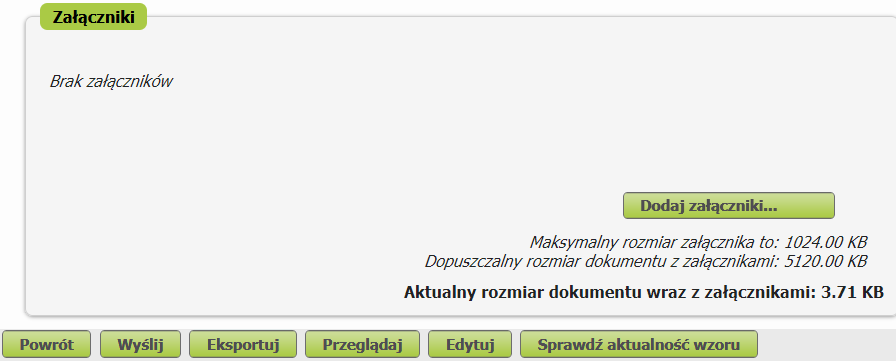 Załączniki
Brak załączników
Dodaj załączniki...
Maksymalny rozmiar załącznika to: 1024.00 KB
Dopuszczalny rozmiar dokumentu z załącznikami: 5120.00 KB
Aktualny rozmiar dokumentu wraz z załącznikami: 3.71 KB
Powrót Wyślij Eksportuj Przeglądaj Edytuj Sprawdź aktualność wzoru